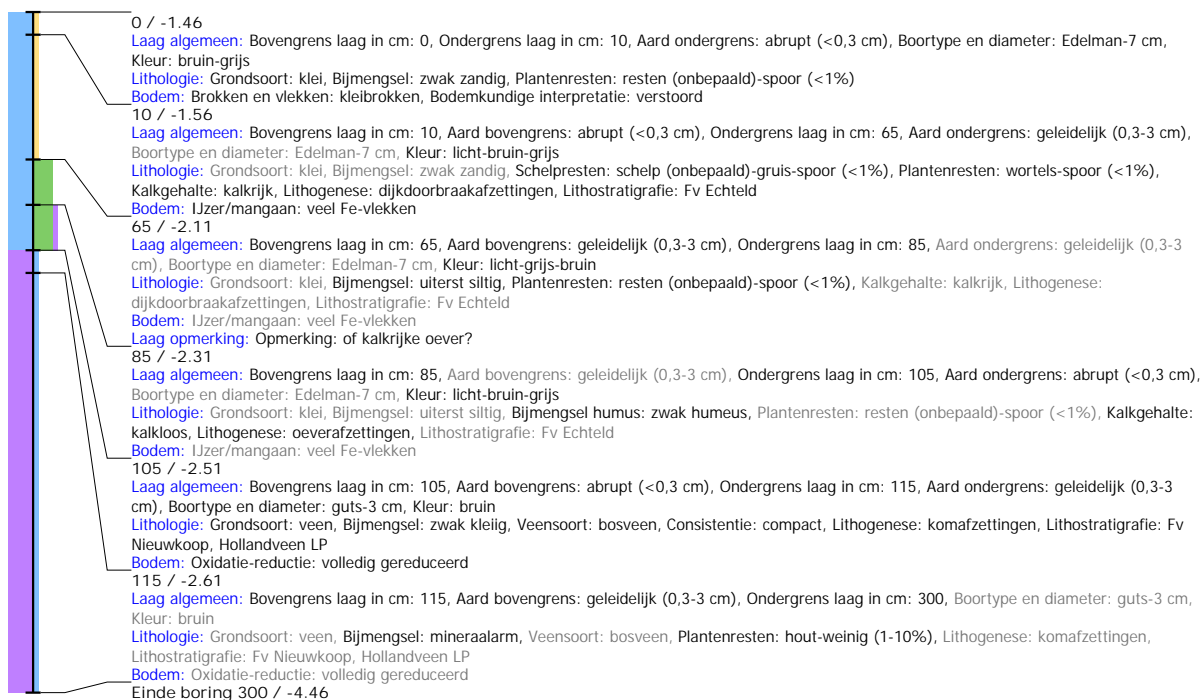 0 / -1.46
Laag algemeen: Bovengrens laag in cm: 0, Ondergrens laag in cm: 10, Aard ondergrens: abrupt (<0,3 cm), Boortype en diameter: Edelman-7 cm,
Kleur: bruin-grijs
Lithologie: Grondsoort: klei, Bijmengsel: zwak zandig, Plantenresten: resten (onbepaald)-spoor (<1%)
Bodem: Brokken en vlekken: kleibrokken, Bodemkundige interpretatie: verstoord
10 / -1.56
Laag algemeen: Bovengrens laag in cm: 10, Aard bovengrens: abrupt (<0,3 cm), Ondergrens laag in cm: 65, Aard ondergrens: geleidelijk (0,3-3 cm),
Boortype en diameter: Edelman-7 cm, Kleur: licht-bruin-grijs
Lithologie: Grondsoort: klei, Bijmengsel: zwak zandig, Schelpresten: schelp (onbepaald)-gruis-spoor (<1%), Plantenresten: wortels-spoor (<1%),
Kalkgehalte: kalkrijk, Lithogenese: dijkdoorbraakafzettingen, Lithostratigrafie: Fv Echteld
Bodem: IJzer/mangaan: veel Fe-vlekken
65 / -2.11
Laag algemeen: Bovengrens laag in cm: 65, Aard bovengrens: geleidelijk (0,3-3 cm), Ondergrens laag in cm: 85, Aard ondergrens: geleidelijk (0,3-3
cm), Boortype en diameter: Edelman-7 cm, Kleur: licht-grijs-bruin
Lithologie: Grondsoort: klei, Bijmengsel: uiterst siltig, Plantenresten: resten (onbepaald)-spoor (<1%), Kalkgehalte: kalkrijk, Lithogenese:
dijkdoorbraakafzettingen, Lithostratigrafie: Fv Echteld
Bodem: IJzer/mangaan: veel Fe-vlekken
Laag opmerking: Opmerking: of kalkrijke oever?
85 / -2.31
Laag algemeen: Bovengrens laag in cm: 85, Aard bovengrens: geleidelijk (0,3-3 cm), Ondergrens laag in cm: 105, Aard ondergrens: abrupt (<0,3 cm),
Boortype en diameter: Edelman-7 cm, Kleur: licht-bruin-grijs
Lithologie: Grondsoort: klei, Bijmengsel: uiterst siltig, Bijmengsel humus: zwak humeus, Plantenresten: resten (onbepaald)-spoor (<1%), Kalkgehalte:
kalkloos, Lithogenese: oeverafzettingen, Lithostratigrafie: Fv Echteld
Bodem: IJzer/mangaan: veel Fe-vlekken
105 / -2.51
Laag algemeen: Bovengrens laag in cm: 105, Aard bovengrens: abrupt (<0,3 cm), Ondergrens laag in cm: 115, Aard ondergrens: geleidelijk (0,3-3
cm), Boortype en diameter: guts-3 cm, Kleur: bruin
Lithologie: Grondsoort: veen, Bijmengsel: zwak kleiig, Veensoort: bosveen, Consistentie: compact, Lithogenese: komafzettingen, Lithostratigrafie: Fv
Nieuwkoop, Hollandveen LP
Bodem: Oxidatie-reductie: volledig gereduceerd
115 / -2.61
Laag algemeen: Bovengrens laag in cm: 115, Aard bovengrens: geleidelijk (0,3-3 cm), Ondergrens laag in cm: 300, Boortype en diameter: guts-3 cm,
Kleur: bruin
Lithologie: Grondsoort: veen, Bijmengsel: mineraalarm, Veensoort: bosveen, Plantenresten: hout-weinig (1-10%), Lithogenese: komafzettingen,
Lithostratigrafie: Fv Nieuwkoop, Hollandveen LP
Bodem: Oxidatie-reductie: volledig gereduceerd
Einde boring 300 / -4.46